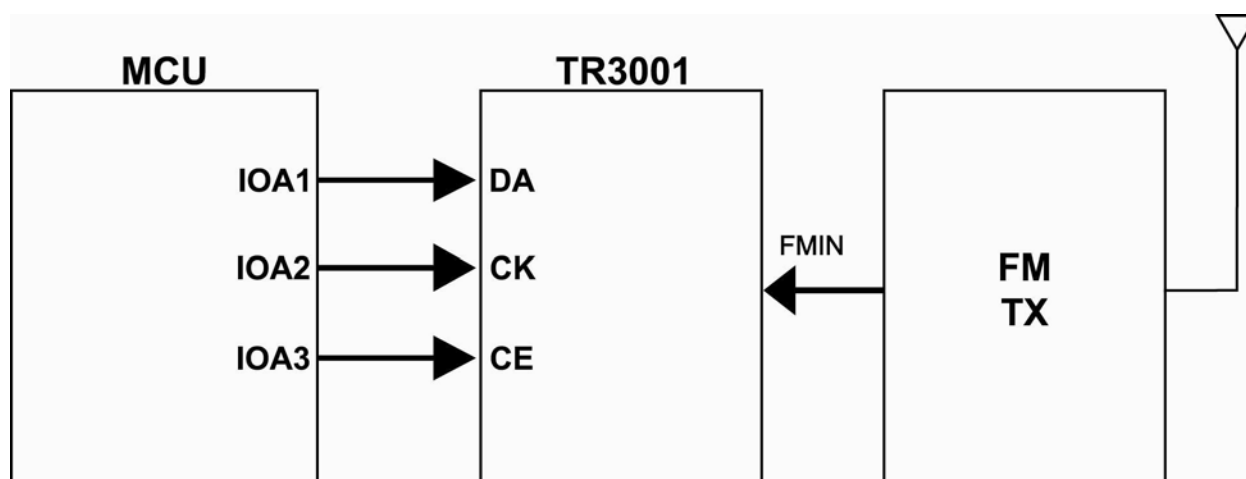 MCU
TR3001
IOA1
DA
IOA2
CK
IOA3
CE
FMIN
FM
TX